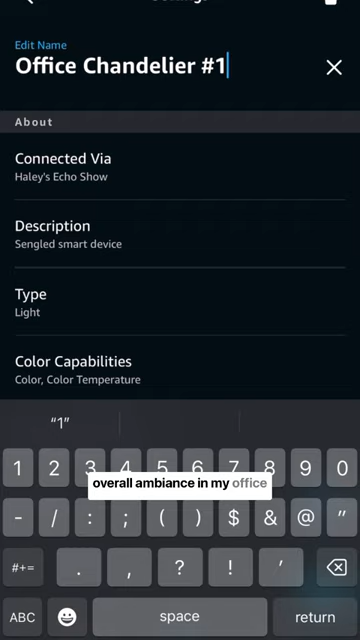 Edit Name
Office Chandelier #1
About
Connected Via
Haley's Echo Show
Description
Sengled smart device
Type
Light
Color Capabilities
Color, Color Temperature
"1"
1 2 3 4 5 6 7 8 9 0
overall ambiance in my office
- / : ; ( ) $ & @ "
#+= . , ? ! '
ABC space return